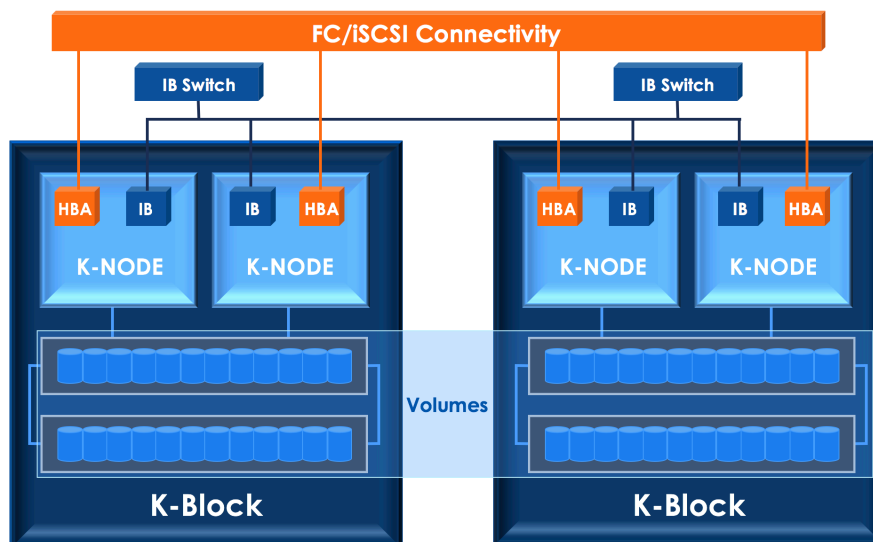 FC/iSCSI Connectivity
IB Switch
IB Switch
HBA
IB
IB
HBA
HBA
IB
IB
HBA
K-NODE
K-NODE
K-NODE
K-NODE
Volumes
K-Block
K-Block